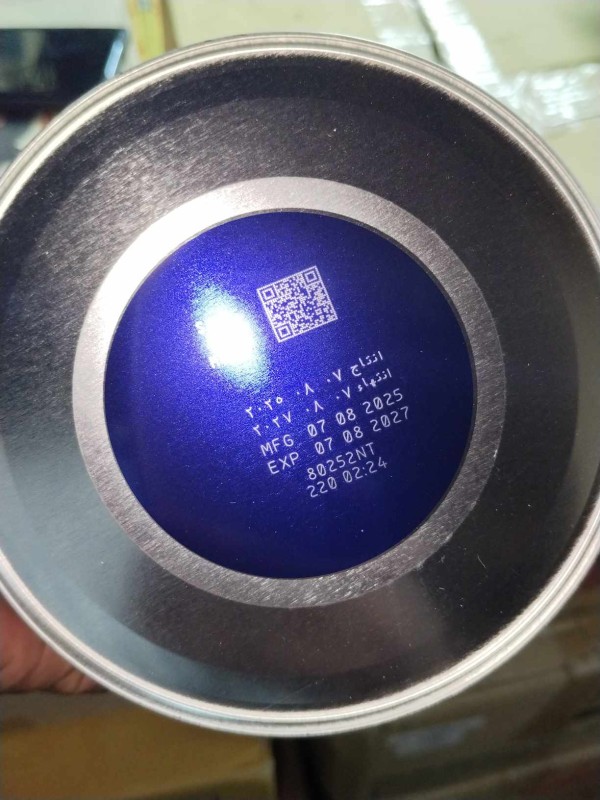 انتاج ٠٧ ٠٨ ٢٠٢٥
انتهاء ٠٧ ٠٨ ٢٠٢٧
MFG 07 08 2025
EXP 07 08 2027
80252NT
220 02:24